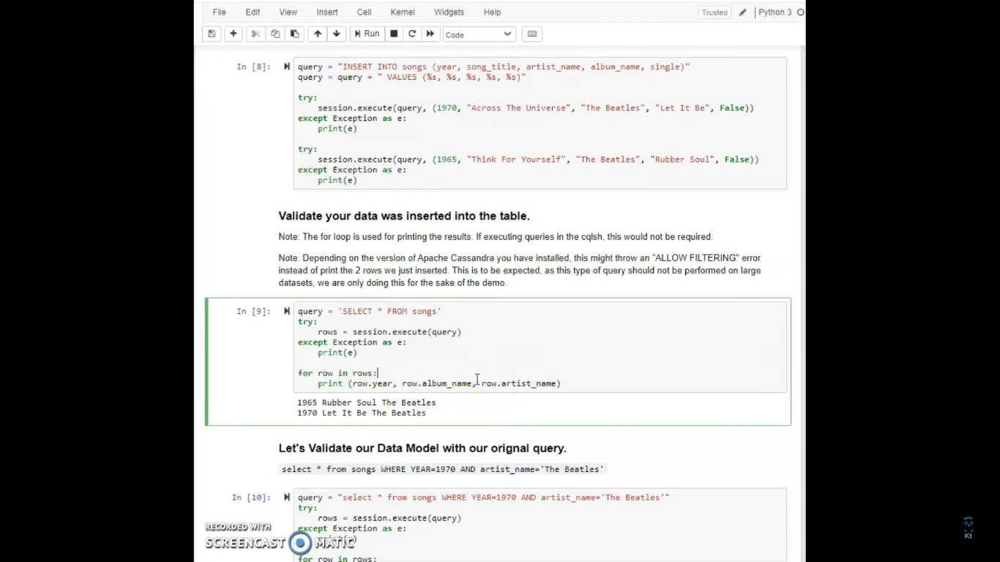 File Edit View Insert Cell Kernel Widgets Help Trusted Python 3
Run Code
In [8]:
query = "INSERT INTO songs (year, song_title, artist_name, album_name, single)"
query = query + " VALUES (%s, %s, %s, %s, %s)"
try:
session.execute(query, (1970, "Across The Universe", "The Beatles", "Let It Be", False))
except Exception as e:
print(e)
try:
session.execute(query, (1965, "Think For Yourself", "The Beatles", "Rubber Soul", False))
except Exception as e:
print(e)
Validate your data was inserted into the table.
Note: The for loop is used for printing the results. If executing queries in the cqlsh, this would not be required.
Note: Depending on the version of Apache Cassandra you have installed, this might throw an "ALLOW FILTERING" error
instead of print the 2 rows we just inserted. This is to be expected, as this type of query should not be performed on large
datasets, we are only doing this for the sake of the demo.
In [9]:
query = 'SELECT * FROM songs'
try:
rows = session.execute(query)
except Exception as e:
print(e)
for row in rows:
print (row.year, row.album_name, row.artist_name)
1965 Rubber Soul The Beatles
1970 Let It Be The Beatles
Let's Validate our Data Model with our orignal query.
select * from songs WHERE YEAR=1970 AND artist_name='The Beatles'
In [10]:
query = "select * from songs WHERE YEAR=1970 AND artist_name='The Beatles'"
try:
rows = session.execute(query)
except Exception as e:
for row in rows:
RECORDED WITH
SCREENCAST MATIC
Kt